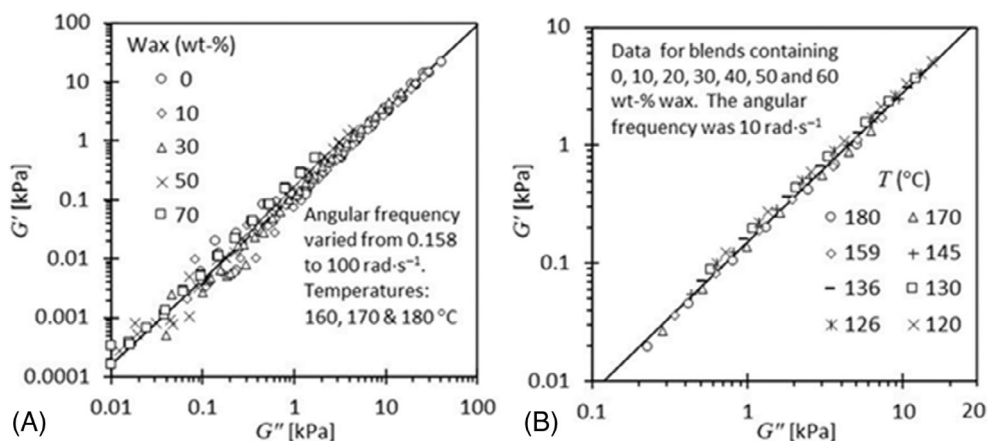 100
10
1
0.1
0.01
0.001
0.0001
G′ [kPa]
Wax (wt-%)
0
10
30
50
70
Angular frequency
varied from 0.158
to 100 rad·s⁻¹.
Temperatures:
160, 170 & 180 °C
0.01
0.1
1
10
100
G″ [kPa]
(A)
10
1
0.1
0.01
G′ [kPa]
Data for blends containing
0, 10, 20, 30, 40, 50 and 60
wt-% wax. The angular
frequency was 10 rad·s⁻¹
T (°C)
180 170
159 145
136 130
126 120
0.1
1
10
20
G″ [kPa]
(B)